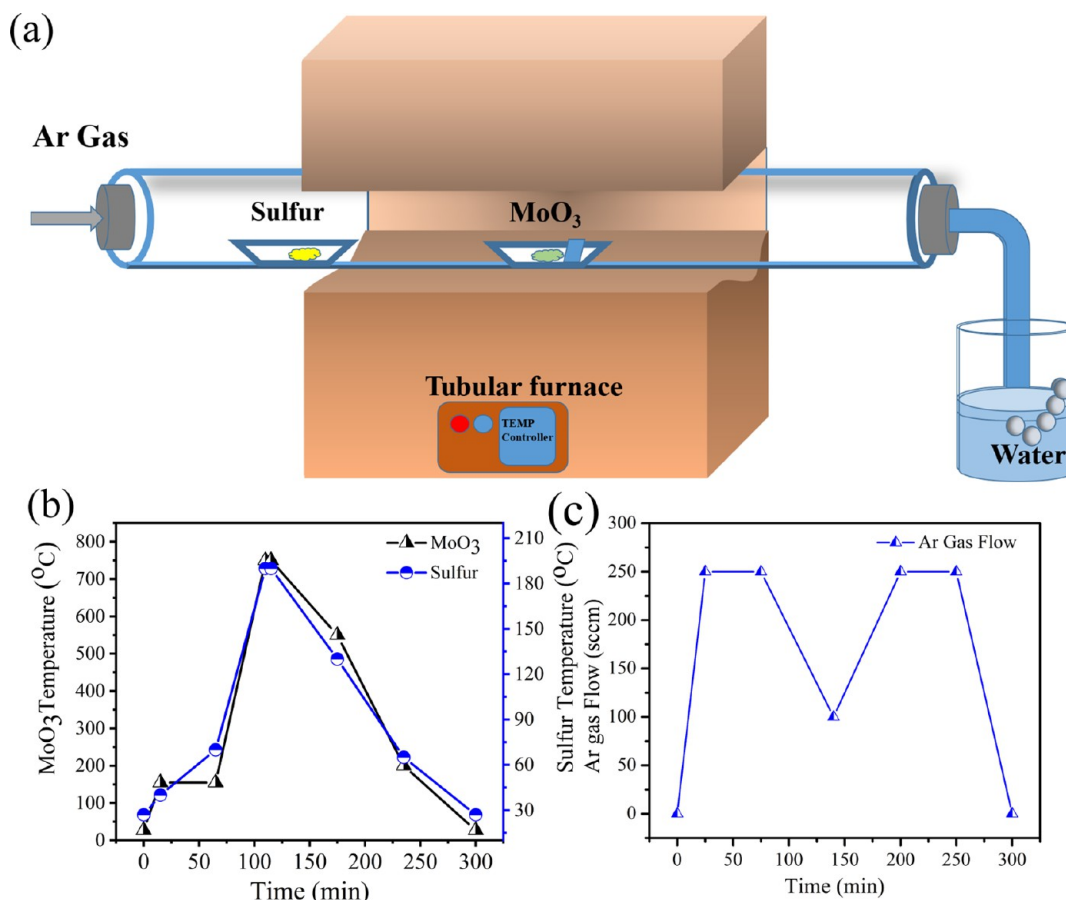 (a)
Ar Gas
Sulfur
MoO3
Tubular furnace
TEMP
Controller
Water
(b)
MoO3
Sulfur
MoO3Temperature (⁰C)
800
700
600
500
400
300
200
100
0
0 50 100 150 200 250 300
Time (min)
210
180
150
120
90
60
30
Sulfur Temperature (⁰C)
(c)
Ar Gas Flow
Ar gas Flow (sccm)
300
250
200
150
100
50
0
0 50 100 150 200 250 300
Time (min)